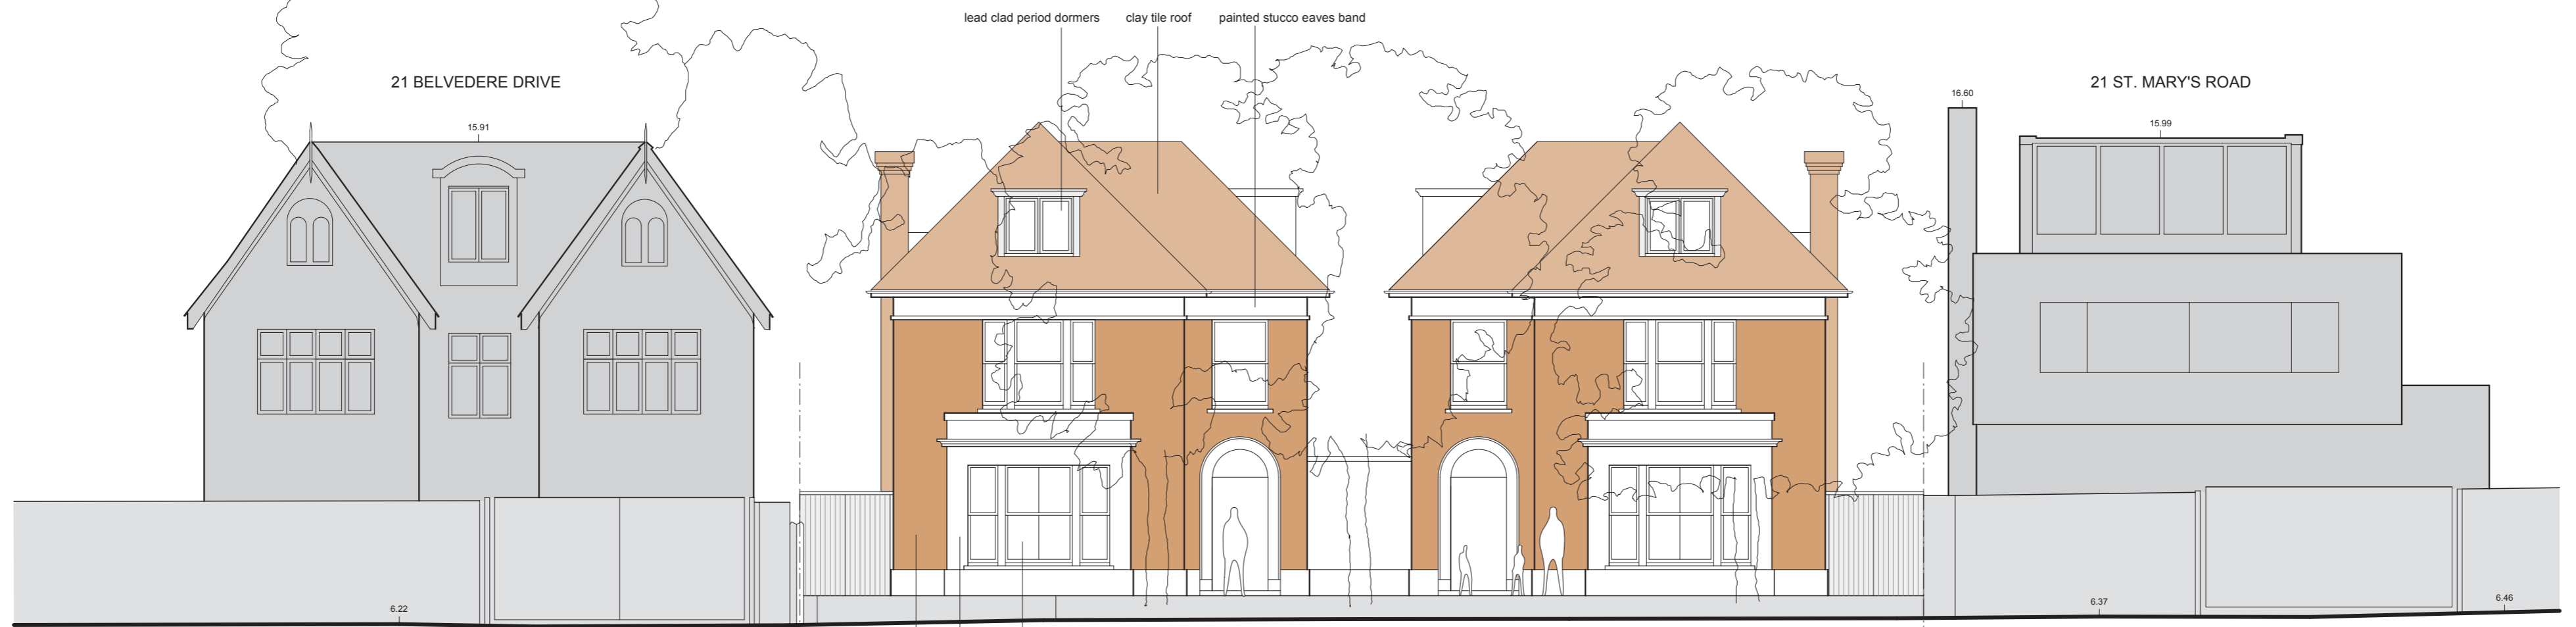 lead clad period dormers
clay tile roof
painted stucco eaves band
21 BELVEDERE DRIVE
21 ST. MARY'S ROAD
16.60
15.91
15.99
6.22
6.37
6.46